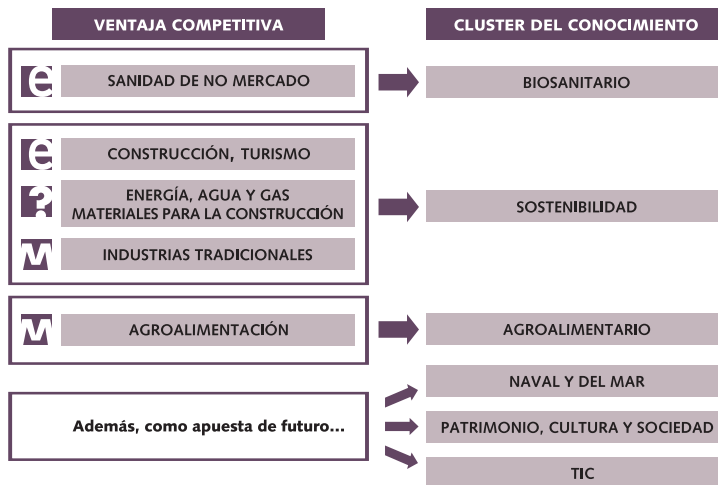 VENTAJA COMPETITIVA
CLUSTER DEL CONOCIMIENTO
e SANIDAD DE NO MERCADO
BIOSANITARIO
e CONSTRUCCIÓN, TURISMO
? ENERGÍA, AGUA Y GAS
MATERIALES PARA LA CONSTRUCCIÓN
M INDUSTRIAS TRADICIONALES
SOSTENIBILIDAD
M AGROALIMENTACIÓN
AGROALIMENTARIO
Además, como apuesta de futuro...
NAVAL Y DEL MAR
PATRIMONIO, CULTURA Y SOCIEDAD
TIC